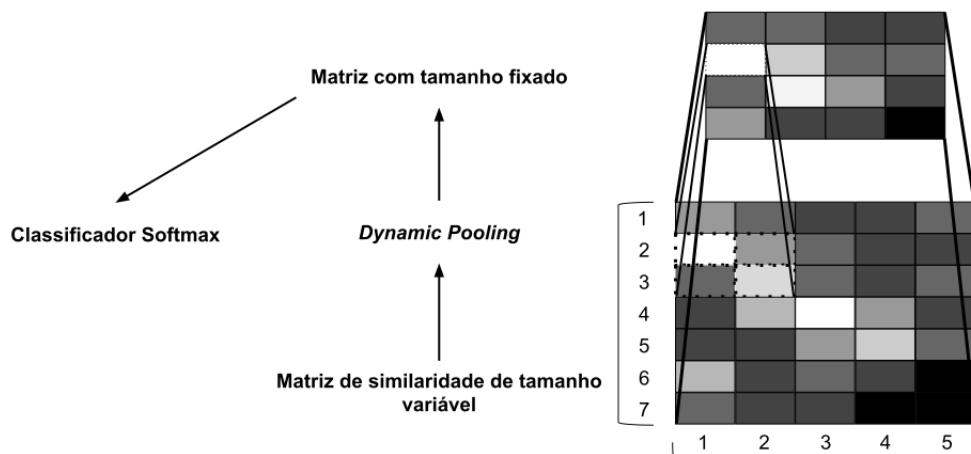 Matriz com tamanho fixado
Classificador Softmax
Dynamic Pooling
Matriz de similaridade de tamanho
variável
1
2
3
4
5
6
7
1 2 3 4 5